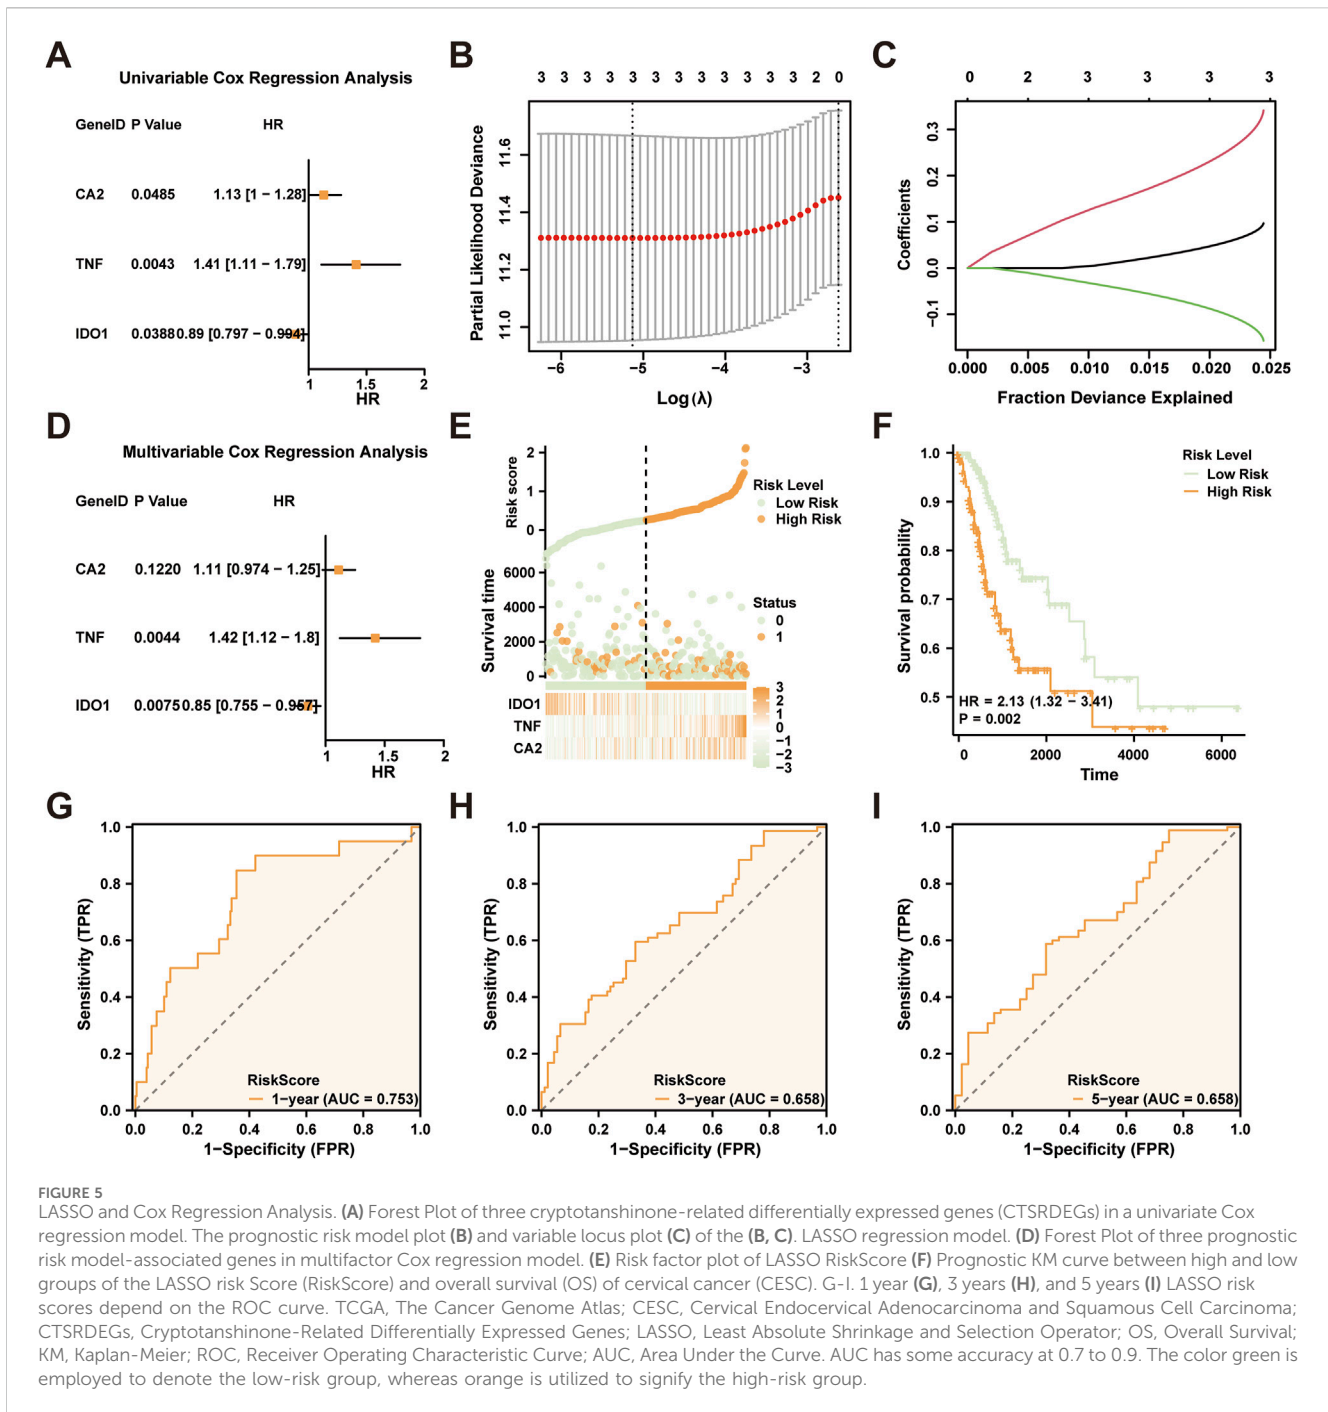 A
Univariable Cox Regression Analysis
GeneID P Value HR
CA2 0.0485 1.13 [1 − 1.28]
TNF 0.0043 1.41 [1.11 − 1.79]
IDO1 0.0388 0.89 [0.797 − 0.994]
1 1.5 2
HR
B
3 3 3 3 3 3 3 3 3 3 3 3 2 0
Partial Likelihood Deviance
11.6
11.4
11.2
11.0
−6 −5 −4 −3
Log(λ)
C
0 2 3 3 3 3
Coefficients
0.3
0.2
0.1
0.0
−0.1
0.000 0.005 0.010 0.015 0.020 0.025
Fraction Deviance Explained
D
Multivariable Cox Regression Analysis
GeneID P Value HR
CA2 0.1220 1.11 [0.974 − 1.25]
TNF 0.0044 1.42 [1.12 − 1.8]
IDO1 0.0075 0.85 [0.755 − 0.957]
1 1.5 2
HR
E
Risk score
2
1
0
Risk Level
Low Risk
High Risk
Survival time
6000
4000
2000
0
Status
0
1
IDO1
TNF
CA2
3
2
1
0
−1
−2
−3
F
Risk Level
Low Risk
High Risk
Survival probability
1.0
0.9
0.8
0.7
0.6
0.5
HR = 2.13 (1.32 − 3.41)
P = 0.002
0 2000 4000 6000
Time
G
Sensitivity (TPR)
1.0
0.8
0.6
0.4
0.2
0.0
RiskScore
1−year (AUC = 0.753)
0.0 0.2 0.4 0.6 0.8 1.0
1−Specificity (FPR)
H
Sensitivity (TPR)
1.0
0.8
0.6
0.4
0.2
0.0
RiskScore
3−year (AUC = 0.658)
0.0 0.2 0.4 0.6 0.8 1.0
1−Specificity (FPR)
I
Sensitivity (TPR)
1.0
0.8
0.6
0.4
0.2
0.0
RiskScore
5−year (AUC = 0.658)
0.0 0.2 0.4 0.6 0.8 1.0
1−Specificity (FPR)
FIGURE 5
LASSO and Cox Regression Analysis. (A) Forest Plot of three cryptotanshinone-related differentially expressed genes (CTSRDEGs) in a univariate Cox
regression model. The prognostic risk model plot (B) and variable locus plot (C) of the (B, C). LASSO regression model. (D) Forest Plot of three prognostic
risk model-associated genes in multifactor Cox regression model. (E) Risk factor plot of LASSO RiskScore (F) Prognostic KM curve between high and low
groups of the LASSO risk Score (RiskScore) and overall survival (OS) of cervical cancer (CESC). G-I. 1 year (G), 3 years (H), and 5 years (I) LASSO risk
scores depend on the ROC curve. TCGA, The Cancer Genome Atlas; CESC, Cervical Endocervical Adenocarcinoma and Squamous Cell Carcinoma;
CTSRDEGs, Cryptotanshinone-Related Differentially Expressed Genes; LASSO, Least Absolute Shrinkage and Selection Operator; OS, Overall Survival;
KM, Kaplan-Meier; ROC, Receiver Operating Characteristic Curve; AUC, Area Under the Curve. AUC has some accuracy at 0.7 to 0.9. The color green is
employed to denote the low-risk group, whereas orange is utilized to signify the high-risk group.